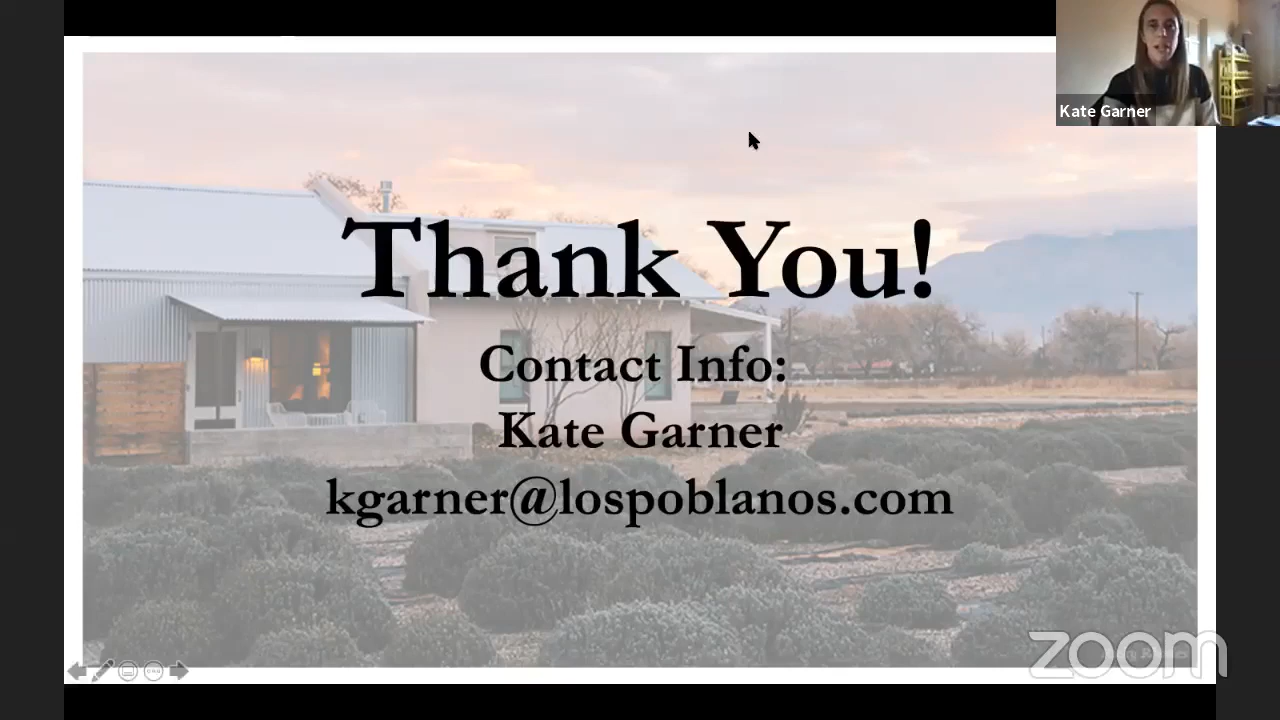 Kate Garner
Thank You!
Contact Info:
Kate Garner
kgarner@lospoblanos.com
zoom